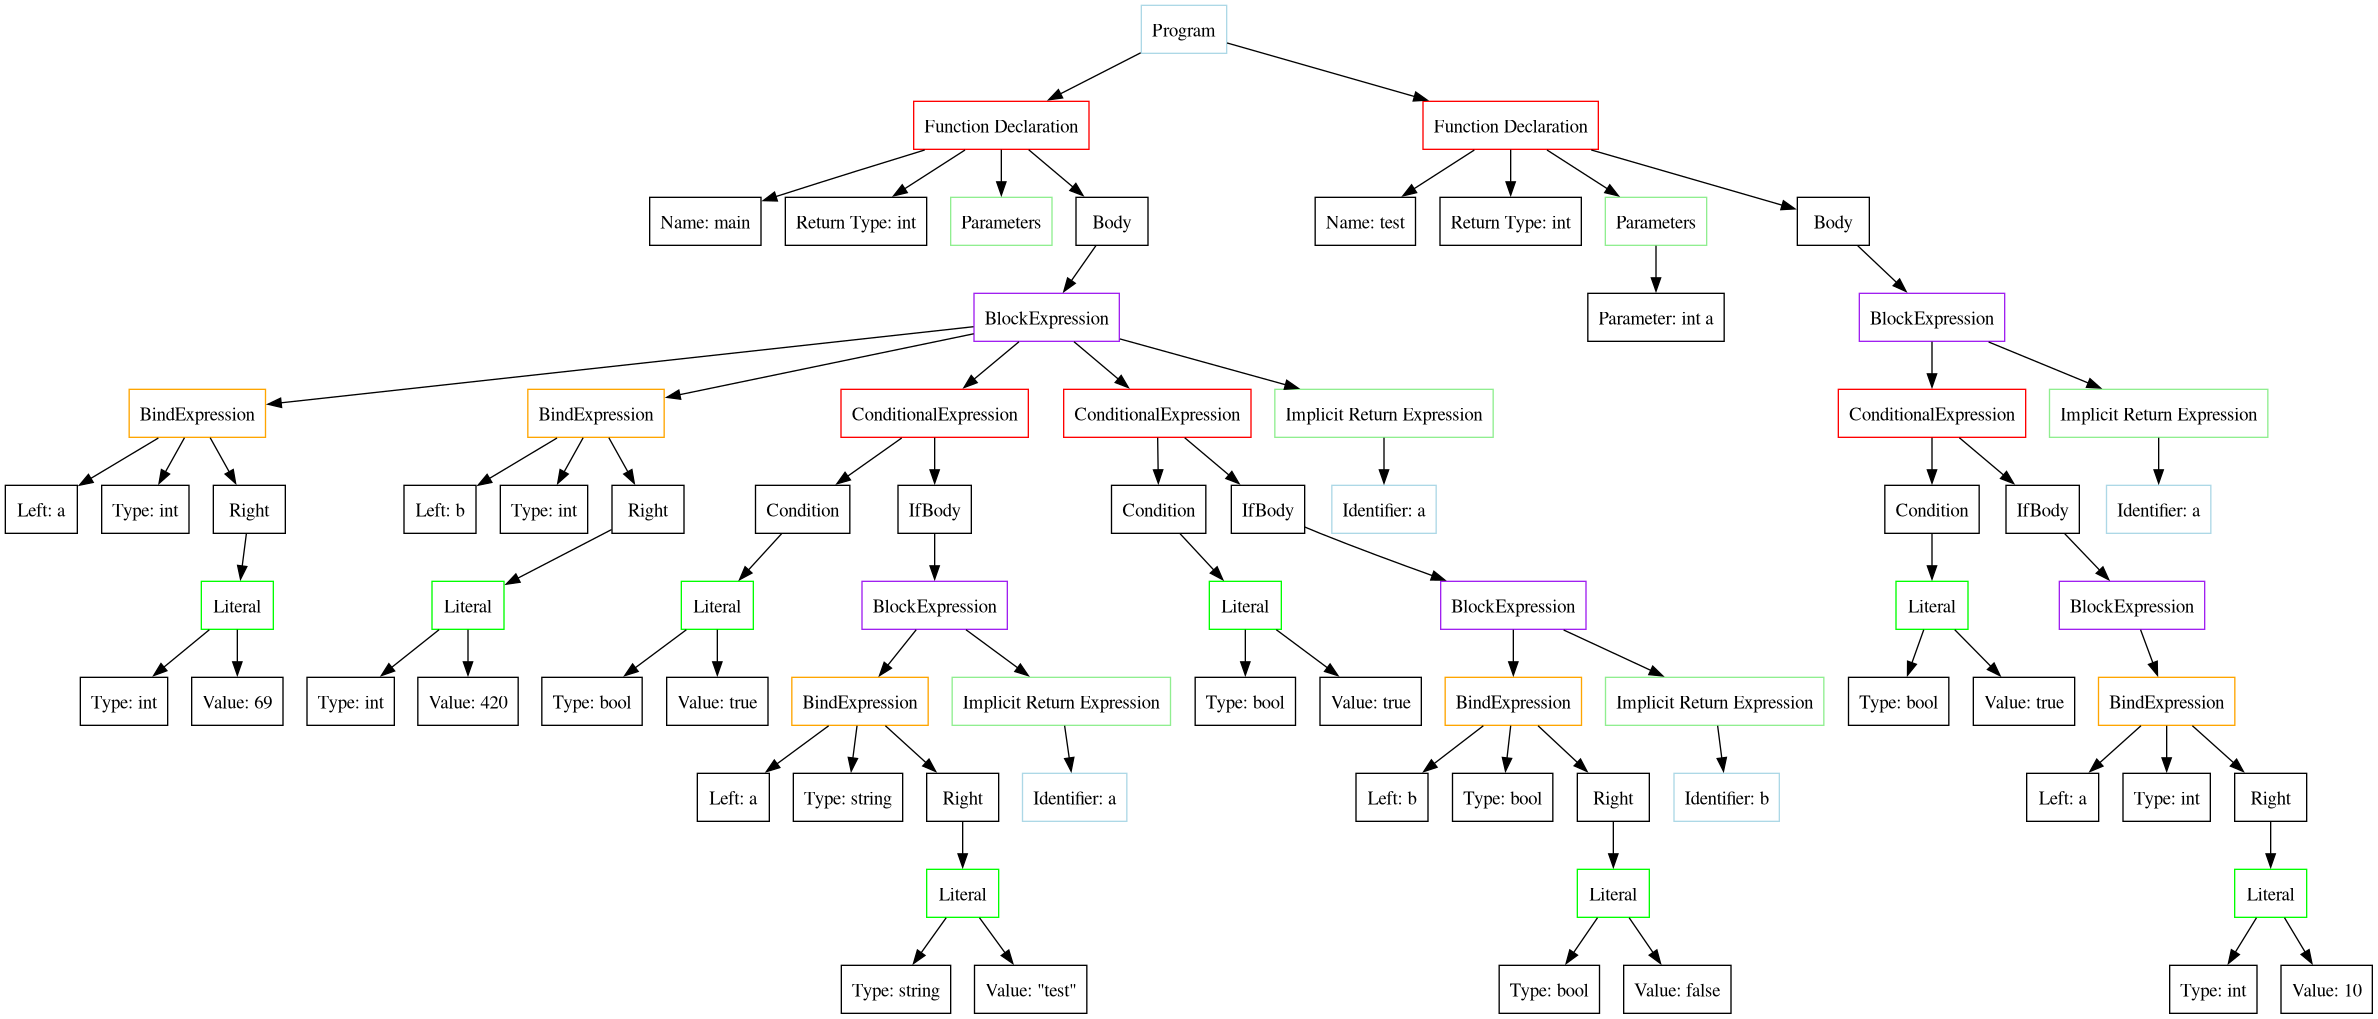 Program
Function Declaration
Function Declaration
Name: main
Return Type: int
Parameters
Body
Name: test
Return Type: int
Parameters
Body
BlockExpression
Parameter: int a
BlockExpression
BindExpression
BindExpression
ConditionalExpression
ConditionalExpression
Implicit Return Expression
ConditionalExpression
Implicit Return Expression
Left: a
Type: int
Right
Left: b
Type: int
Right
Condition
IfBody
Condition
IfBody
Identifier: a
Condition
IfBody
Identifier: a
Literal
Literal
Literal
BlockExpression
Literal
BlockExpression
Literal
BlockExpression
Type: int
Value: 69
Type: int
Value: 420
Type: bool
Value: true
BindExpression
Implicit Return Expression
Type: bool
Value: true
BindExpression
Implicit Return Expression
Type: bool
Value: true
BindExpression
Left: a
Type: string
Right
Identifier: a
Left: b
Type: bool
Right
Identifier: b
Left: a
Type: int
Right
Literal
Literal
Literal
Type: string
Value: "test"
Type: bool
Value: false
Type: int
Value: 10